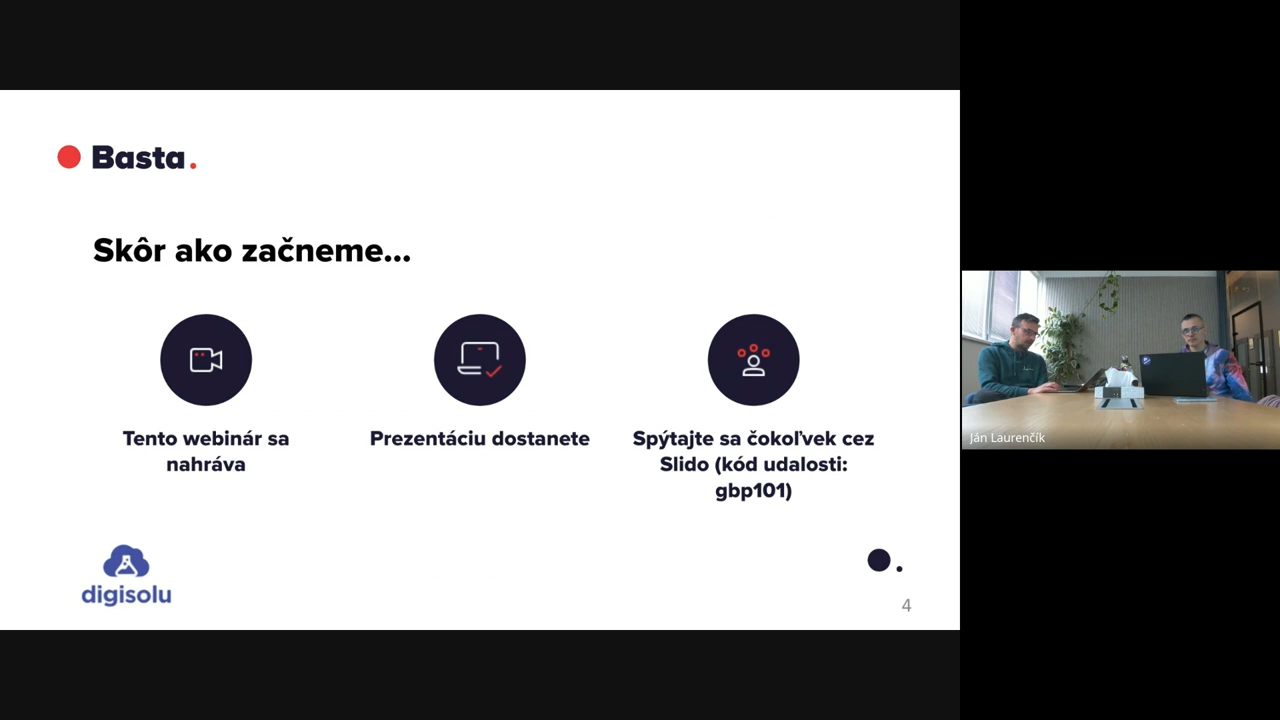 Basta.
Skôr ako začneme...
Tento webinár sa
nahráva
Prezentáciu dostanete
Spýtajte sa čokoľvek cez
Slido (kód udalosti:
gbp101)
digisolu
4
Ján Laurenčík